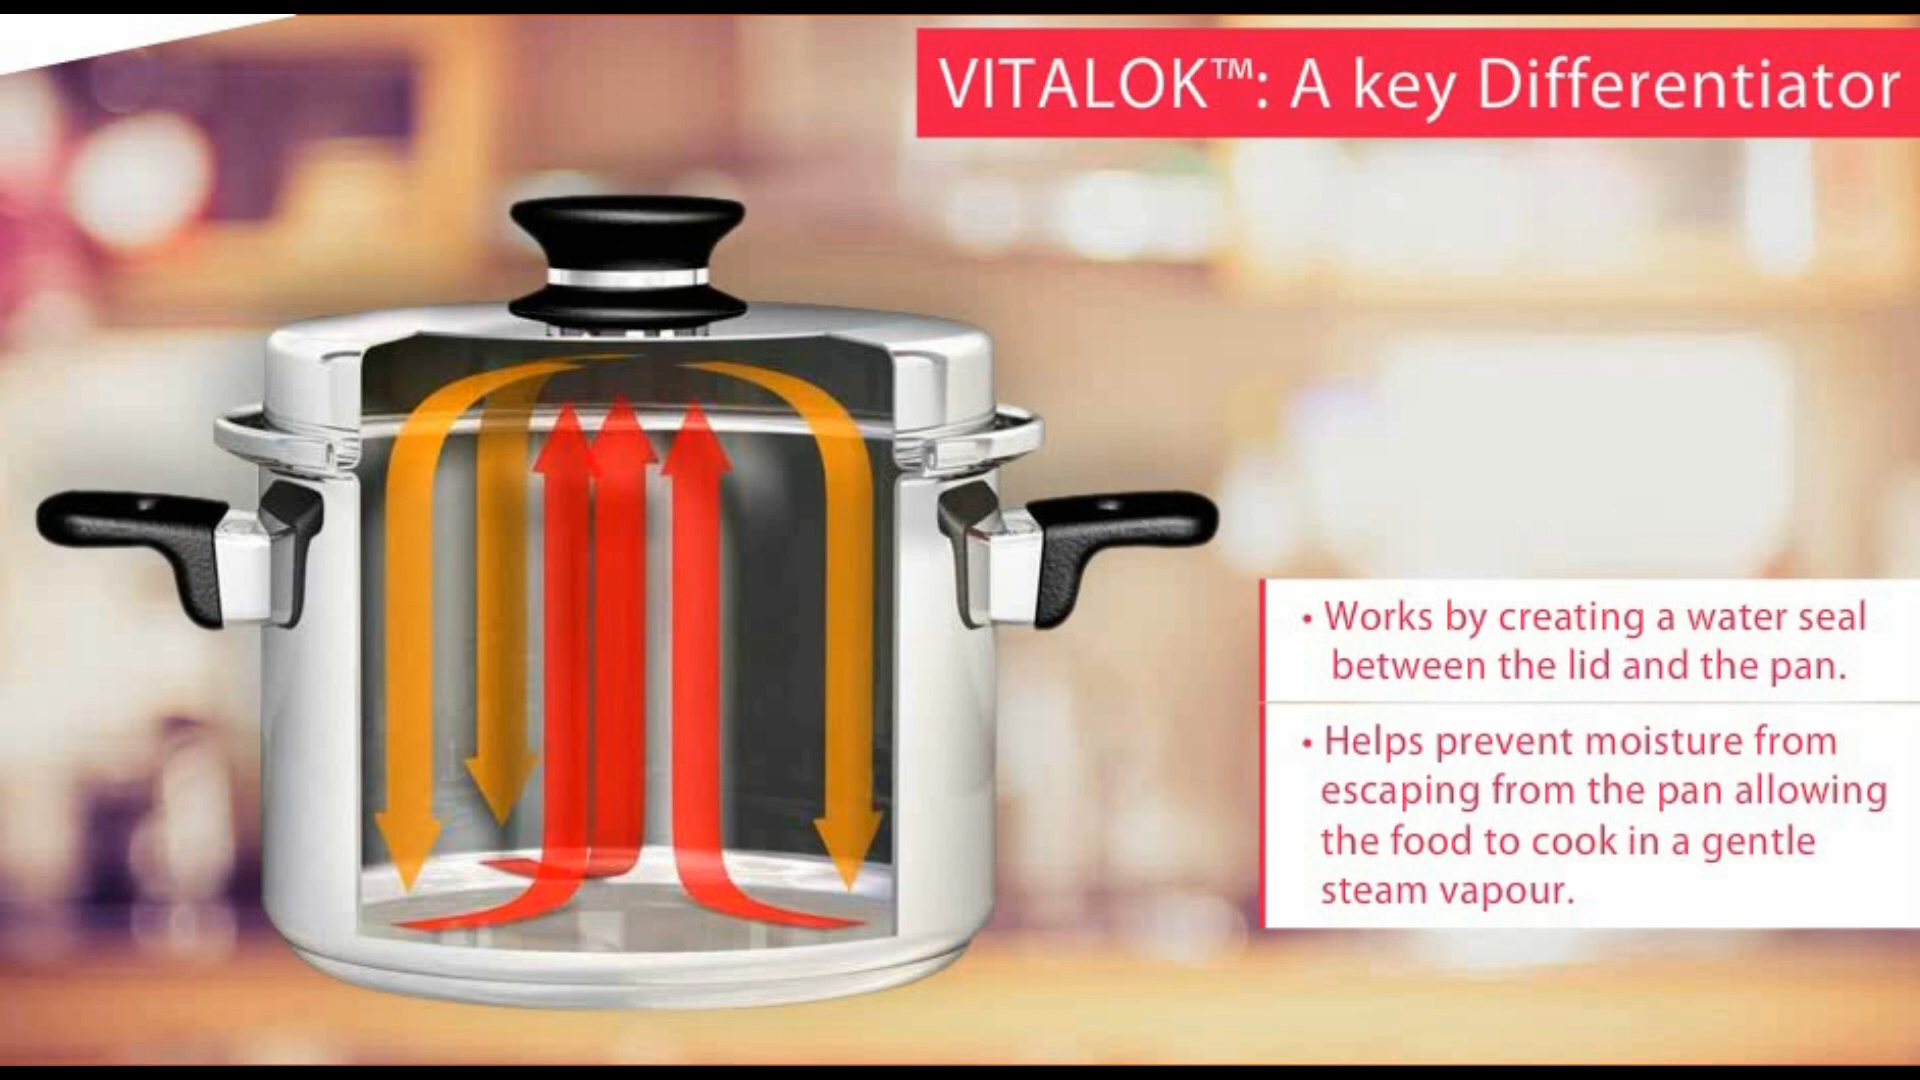 VITALOK™: A key Differentiator
• Works by creating a water seal
between the lid and the pan.
• Helps prevent moisture from
escaping from the pan allowing
the food to cook in a gentle
steam vapour.